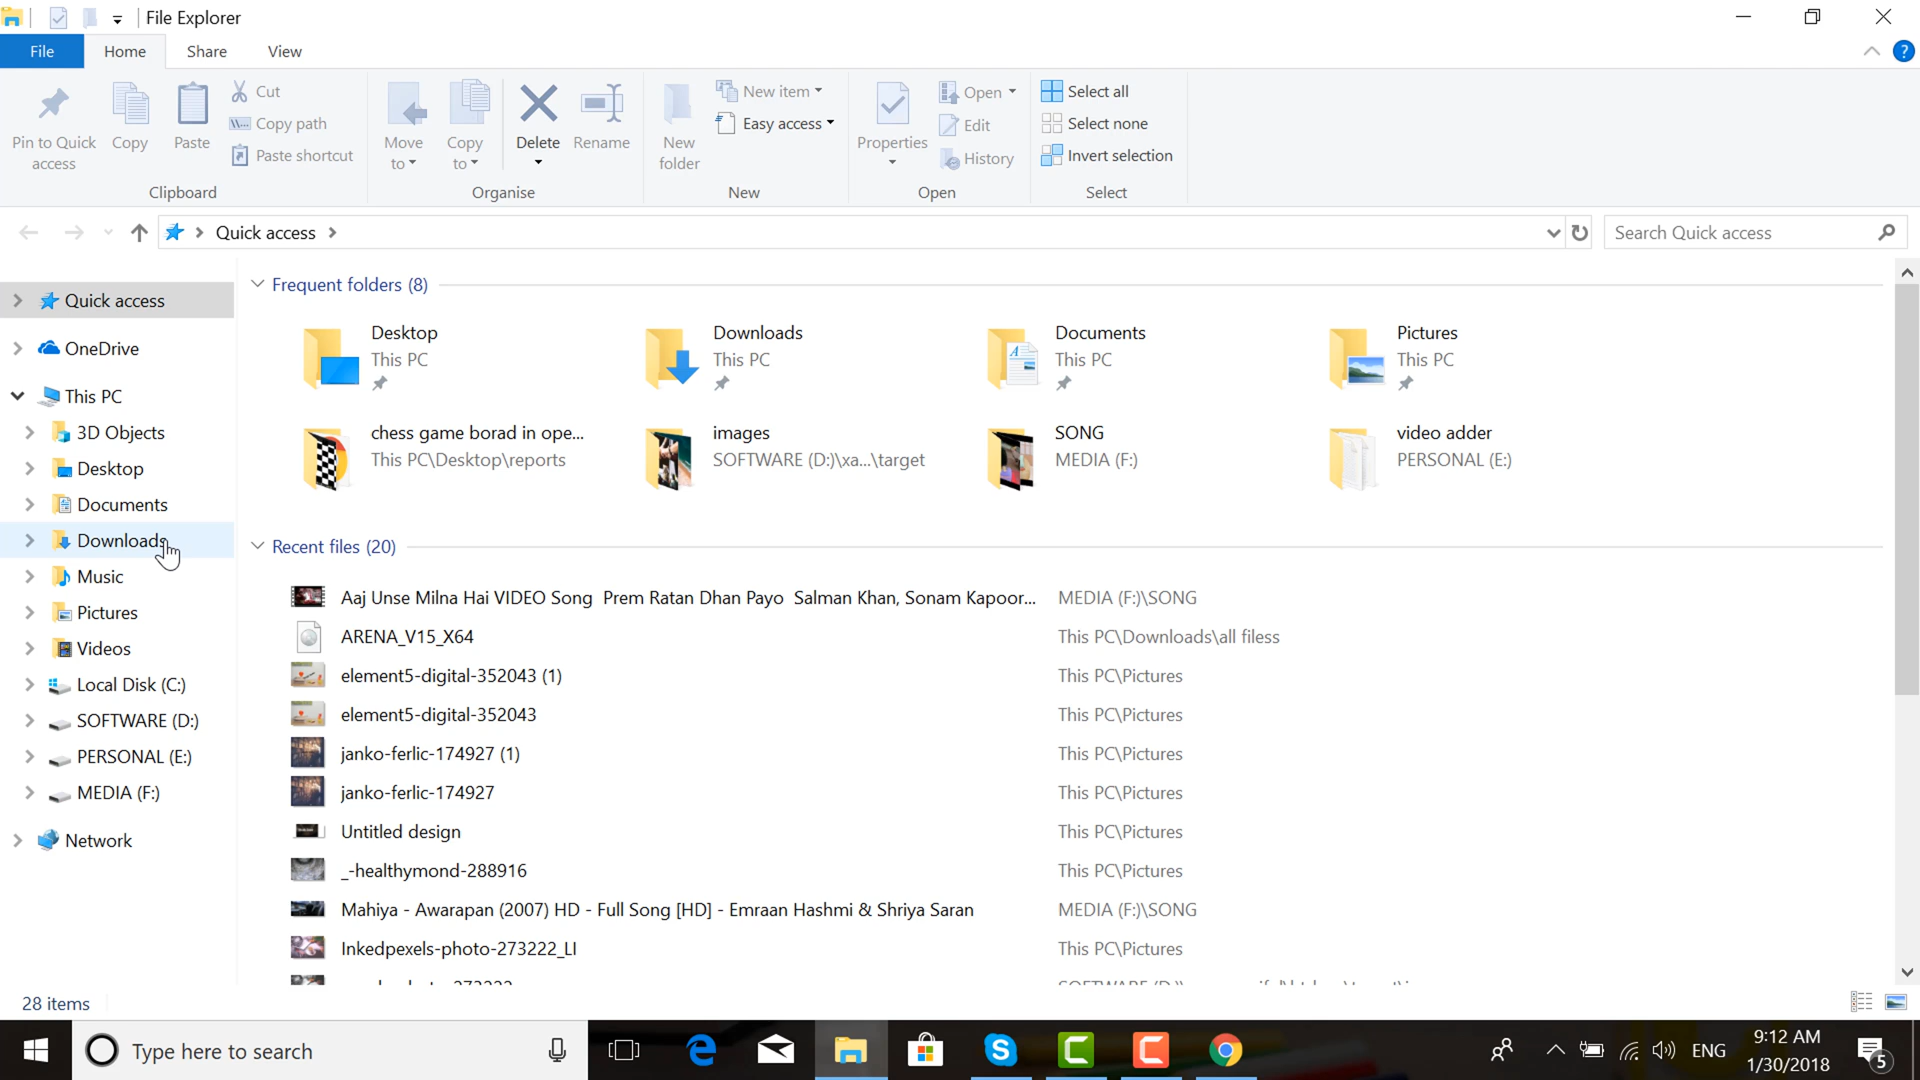 File Explorer
File Home Share View
Pin to Quick access
Copy
Paste
Cut
Copy path
Paste shortcut
Clipboard
Move to
Copy to
Delete
Rename
Organise
New folder
New item
Easy access
New
Properties
Open
Edit
History
Open
Select all
Select none
Invert selection
Select
Quick access
Search Quick access
Quick access
OneDrive
This PC
3D Objects
Desktop
Documents
Downloads
Music
Pictures
Videos
Local Disk (C:)
SOFTWARE (D:)
PERSONAL (E:)
MEDIA (F:)
Network
Frequent folders (8)
Desktop
This PC
Downloads
This PC
Documents
This PC
Pictures
This PC
chess game borad in ope...
This PC\Desktop\reports
images
SOFTWARE (D:)\xa...\target
SONG
MEDIA (F:)
video adder
PERSONAL (E:)
Recent files (20)
Aaj Unse Milna Hai VIDEO Song Prem Ratan Dhan Payo Salman Khan, Sonam Kapoor... MEDIA (F:)\SONG
ARENA_V15_X64 This PC\Downloads\all filess
element5-digital-352043 (1) This PC\Pictures
element5-digital-352043 This PC\Pictures
janko-ferlic-174927 (1) This PC\Pictures
janko-ferlic-174927 This PC\Pictures
Untitled design This PC\Pictures
_-healthymond-288916 This PC\Pictures
Mahiya - Awarapan (2007) HD - Full Song [HD] - Emraan Hashmi & Shriya Saran MEDIA (F:)\SONG
Inkedpexels-photo-273222_LI This PC\Pictures
28 items
Type here to search
ENG
9:12 AM
1/30/2018
5